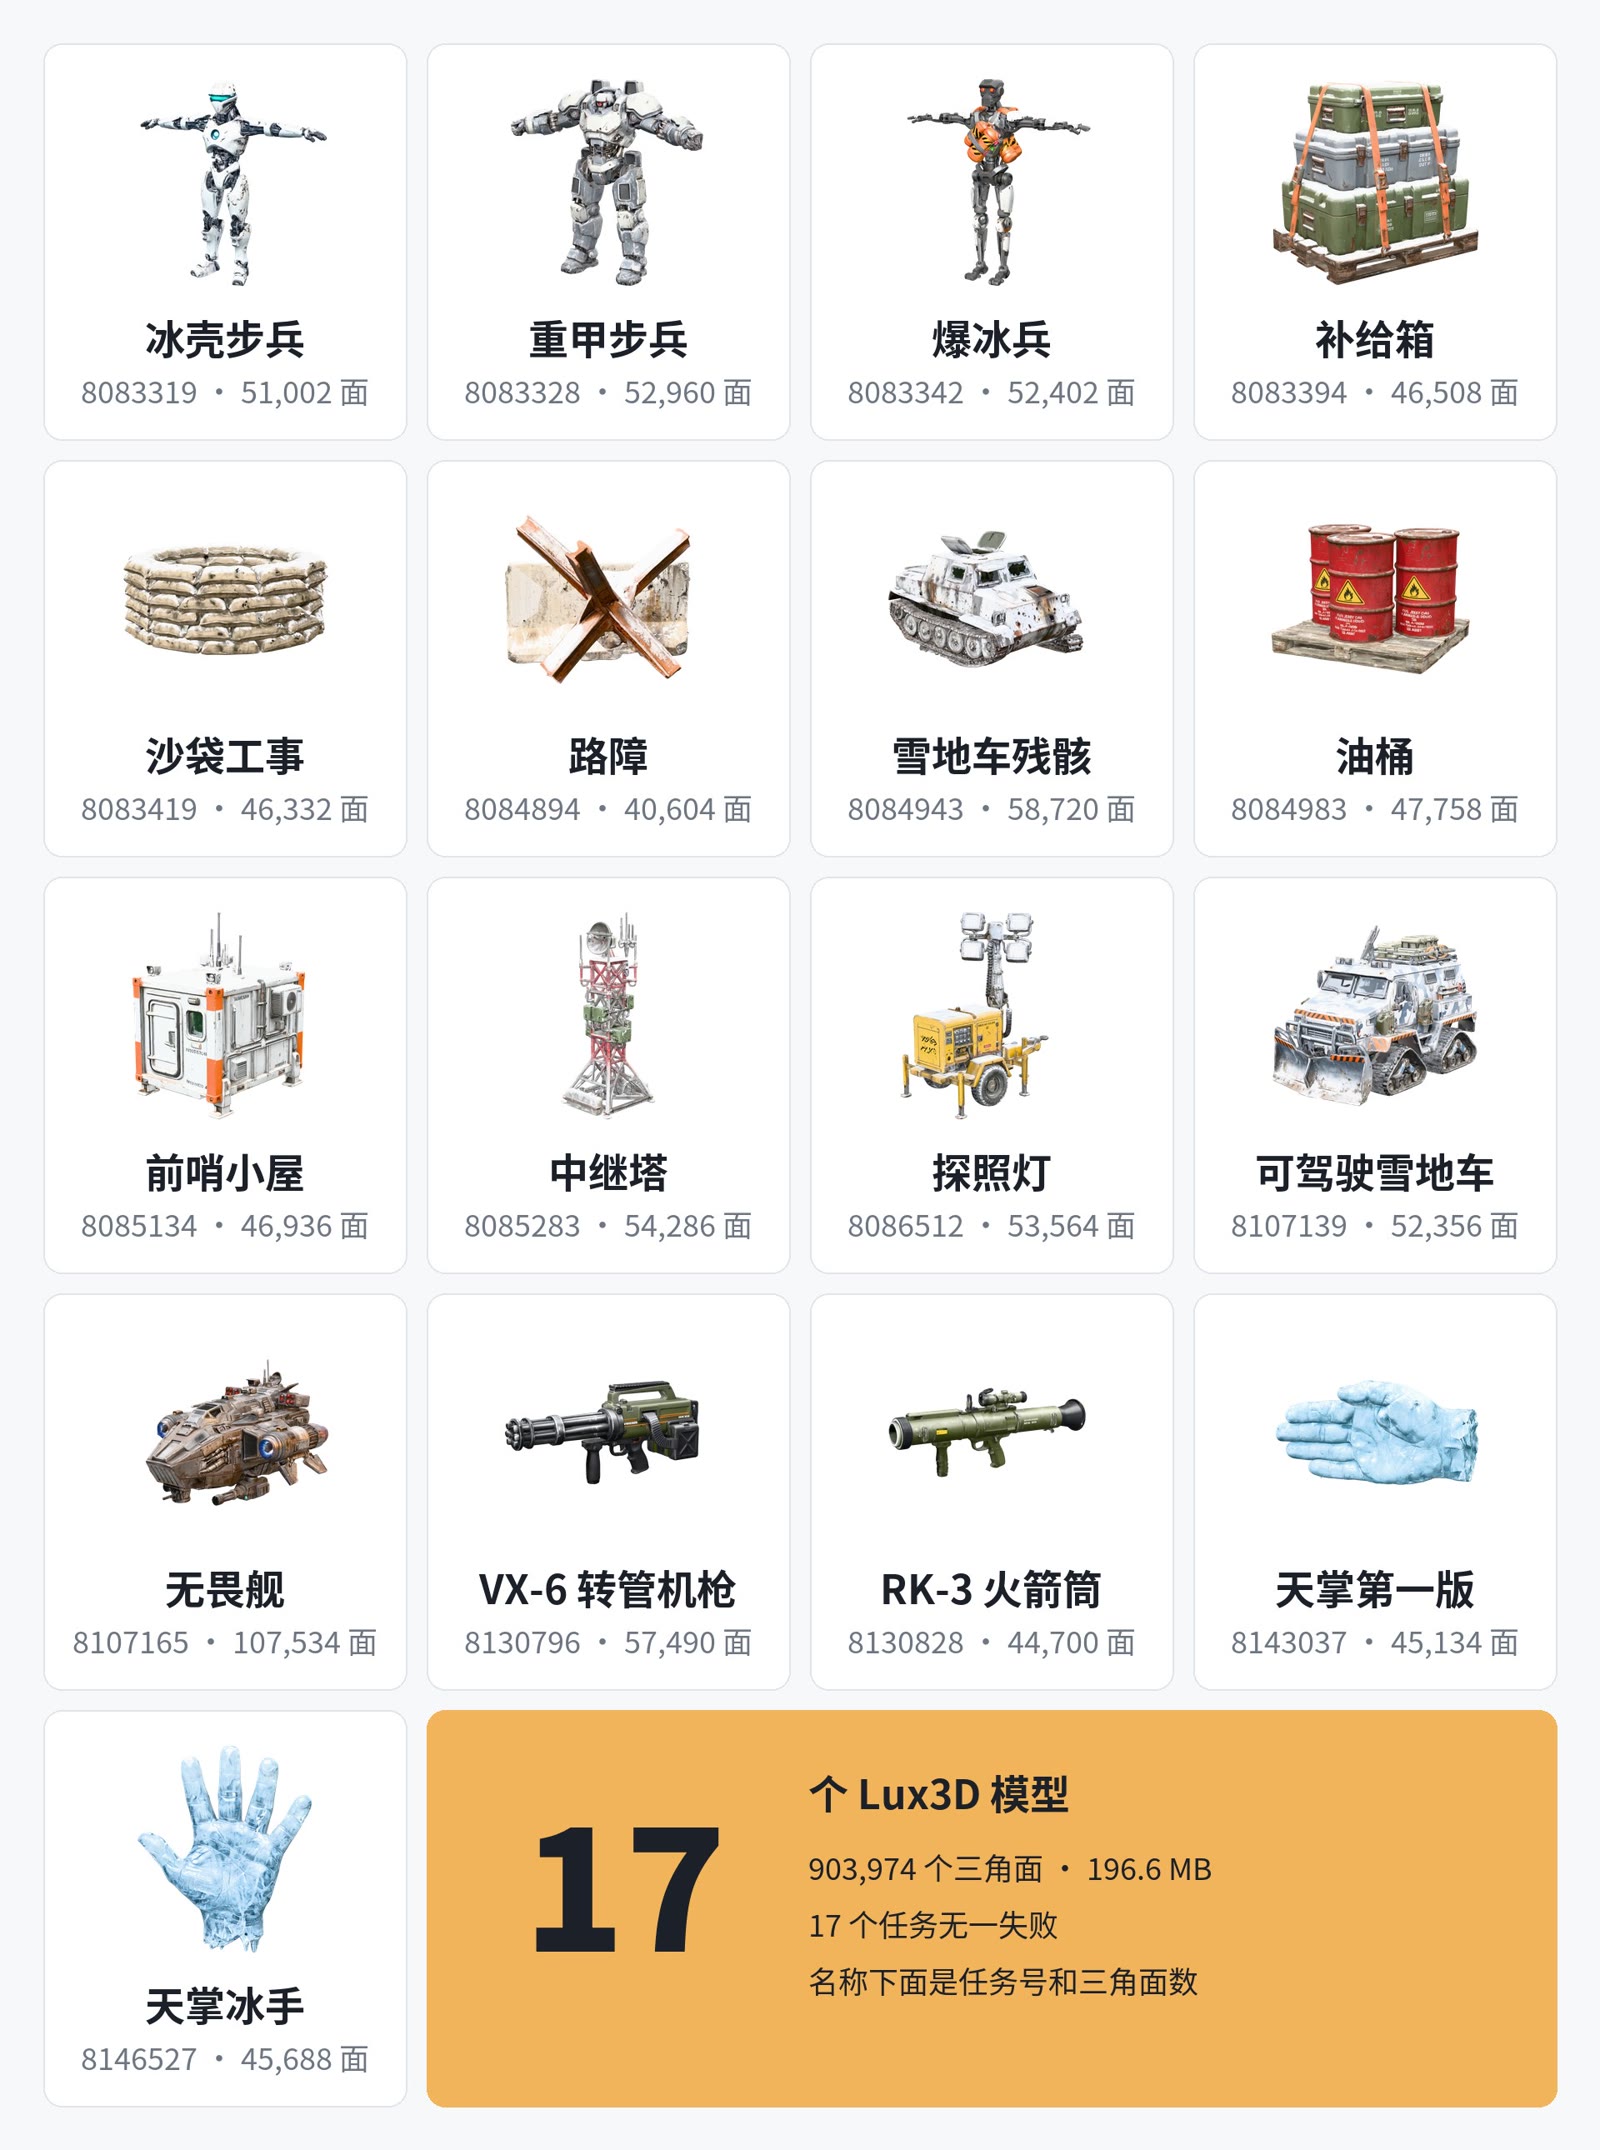 冰壳步兵
8083319 • 51,002 面
重甲步兵
8083328 • 52,960 面
爆冰兵
8083342 • 52,402 面
补给箱
8083394 • 46,508 面
沙袋工事
8083419 • 46,332 面
路障
8084894 • 40,604 面
雪地车残骸
8084943 • 58,720 面
油桶
8084983 • 47,758 面
前哨小屋
8085134 • 46,936 面
中继塔
8085283 • 54,286 面
探照灯
8086512 • 53,564 面
可驾驶雪地车
8107139 • 52,356 面
无畏舰
8107165 • 107,534 面
VX-6 转管机枪
8130796 • 57,490 面
RK-3 火箭筒
8130828 • 44,700 面
天掌第一版
8143037 • 45,134 面
天掌冰手
8146527 • 45,688 面
17
个 Lux3D 模型
903,974 个三角面 • 196.6 MB
17 个任务无一失败
名称下面是任务号和三角面数